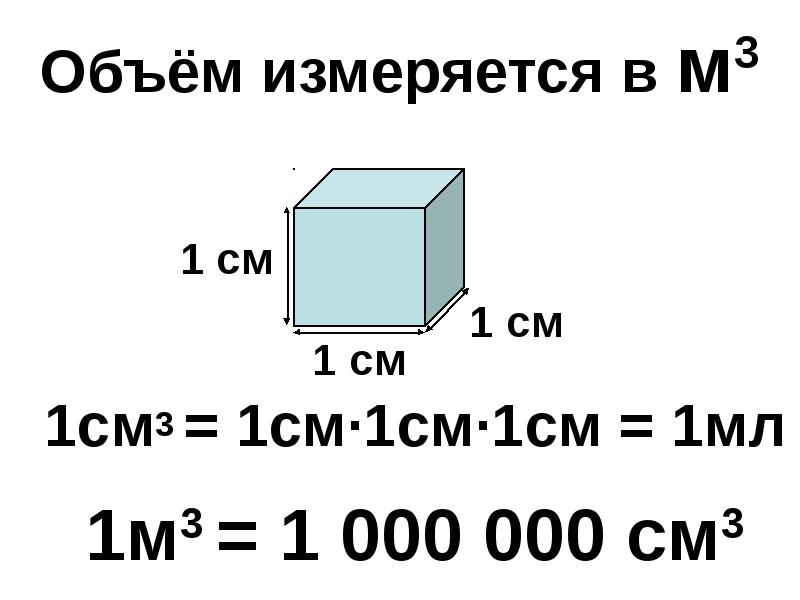 Объём измеряется в м³
1 см
1 см
1 см
1см³ = 1см·1см·1см = 1мл
1м³ = 1 000 000 см³